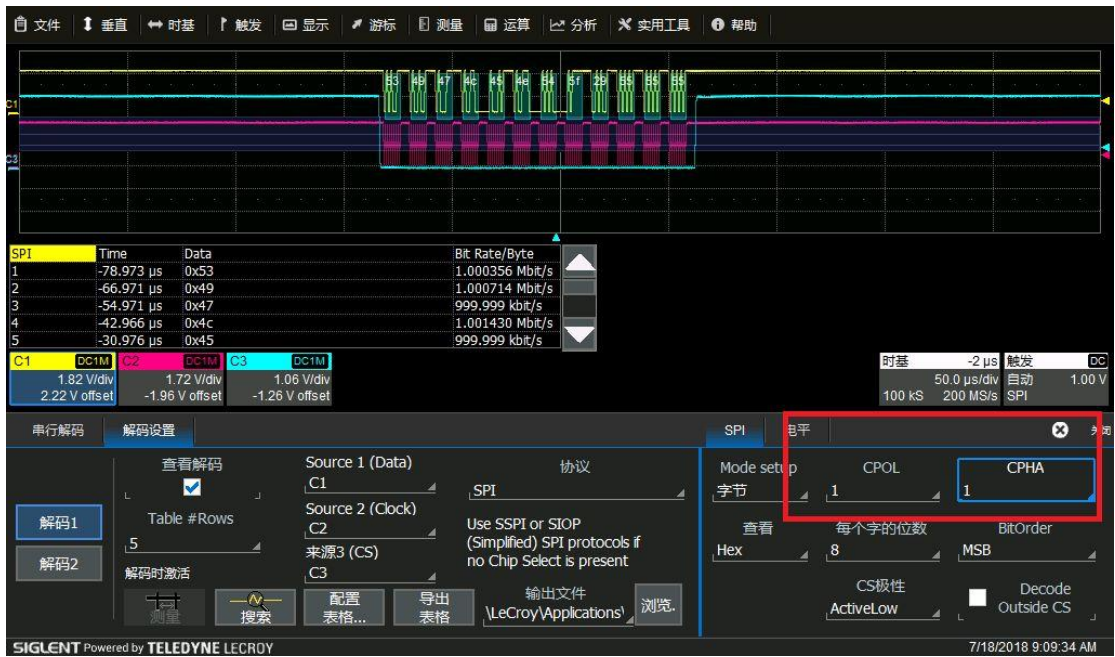 文件 垂直 时基 触发 显示 游标 测量 运算 分析 实用工具 帮助
53 49 47 4c 45 4e 54 5f 29 55 55 55
C1
C3
SPI Time Data Bit Rate/Byte
1 -78.973 µs 0x53 1.000356 Mbit/s
2 -66.971 µs 0x49 1.000714 Mbit/s
3 -54.971 µs 0x47 999.999 kbit/s
4 -42.966 µs 0x4c 1.001430 Mbit/s
5 -30.976 µs 0x45 999.999 kbit/s
C1 DC1M C2 DC1M C3 DC1M 时基 -2 µs 触发 DC
1.82 V/div 1.72 V/div 1.06 V/div 50.0 µs/div 自动 1.00 V
2.22 V offset -1.96 V offset -1.26 V offset 100 kS 200 MS/s SPI
串行解码 解码设置 SPI 电平 关闭
查看解码 Source 1 (Data) 协议 Mode setup CPOL CPHA
C1 SPI 字节 1 1
解码1 Table #Rows Source 2 (Clock) Use SSPI or SIOP 查看 每个字的位数 BitOrder
C2 (Simplified) SPI protocols if
5 来源3 (CS) no Chip Select is present Hex 8 MSB
解码2 解码时激活 C3 输出文件 CS极性 Decode
测量 搜索 配置 导出 \LeCroy\Applications\ 浏览. ActiveLow Outside CS
表格... 表格
SIGLENT Powered by TELEDYNE LECROY 7/18/2018 9:09:34 AM